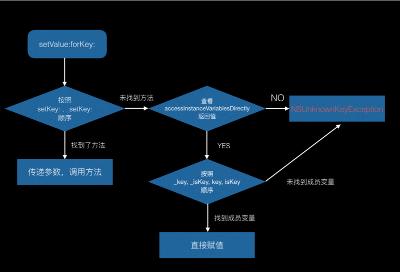 setValue:forKey:
按照
setKey: 、_setKey:
顺序
未找到方法
查看
accessInstanceVariablesDirectly
返回值
NO
NSUnknownKeyException
找到了方法
YES
传递参数，调用方法
按照
_key, _isKey, key, isKey
顺序
未找到成员变量
找到成员变量
直接赋值